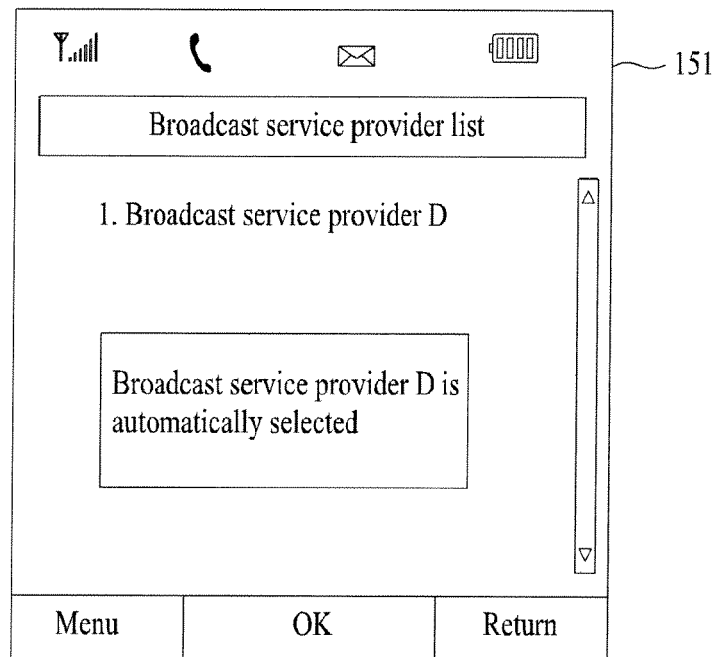 151
Broadcast service provider list
1. Broadcast service provider D
Broadcast service provider D is
automatically selected
Menu OK Return